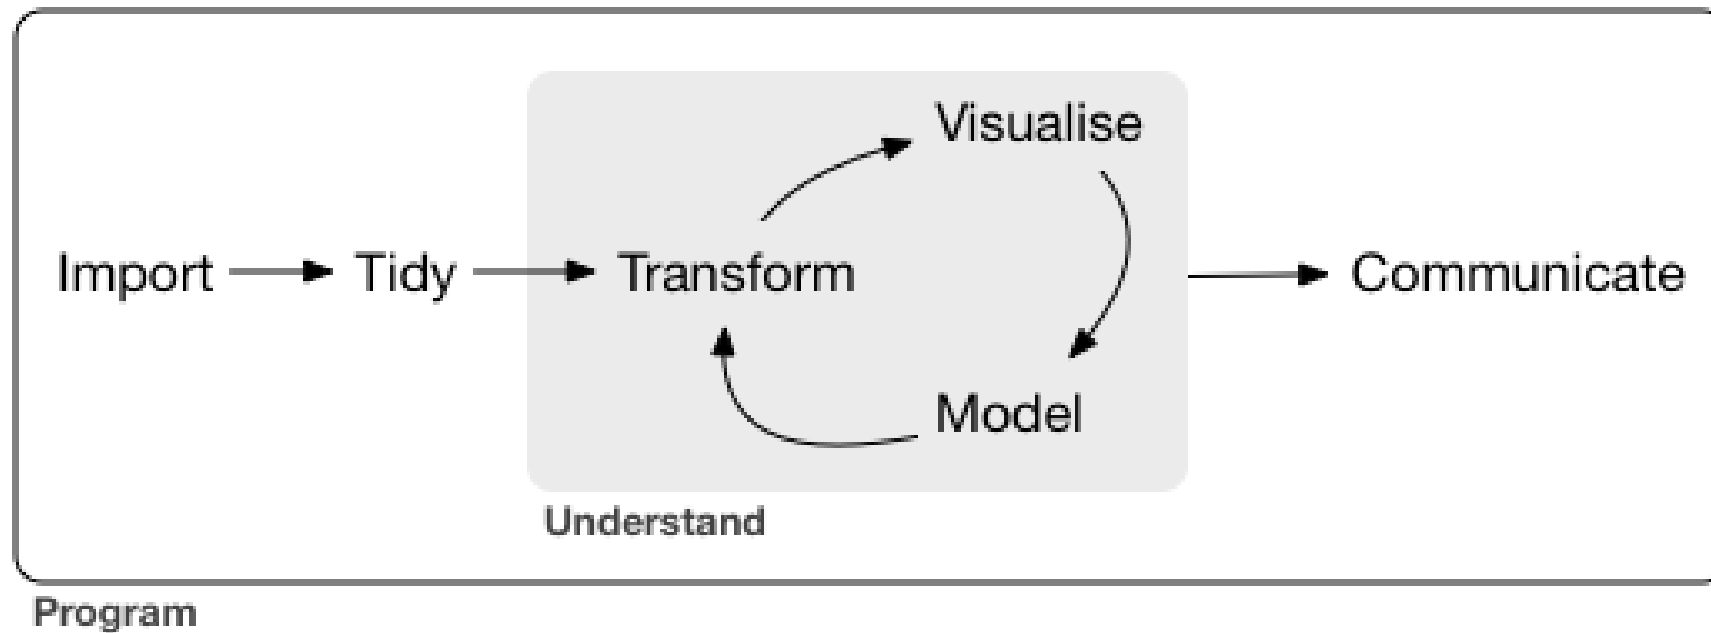 Visualise
Import
Tidy
Transform
Communicate
Model
Understand
Program